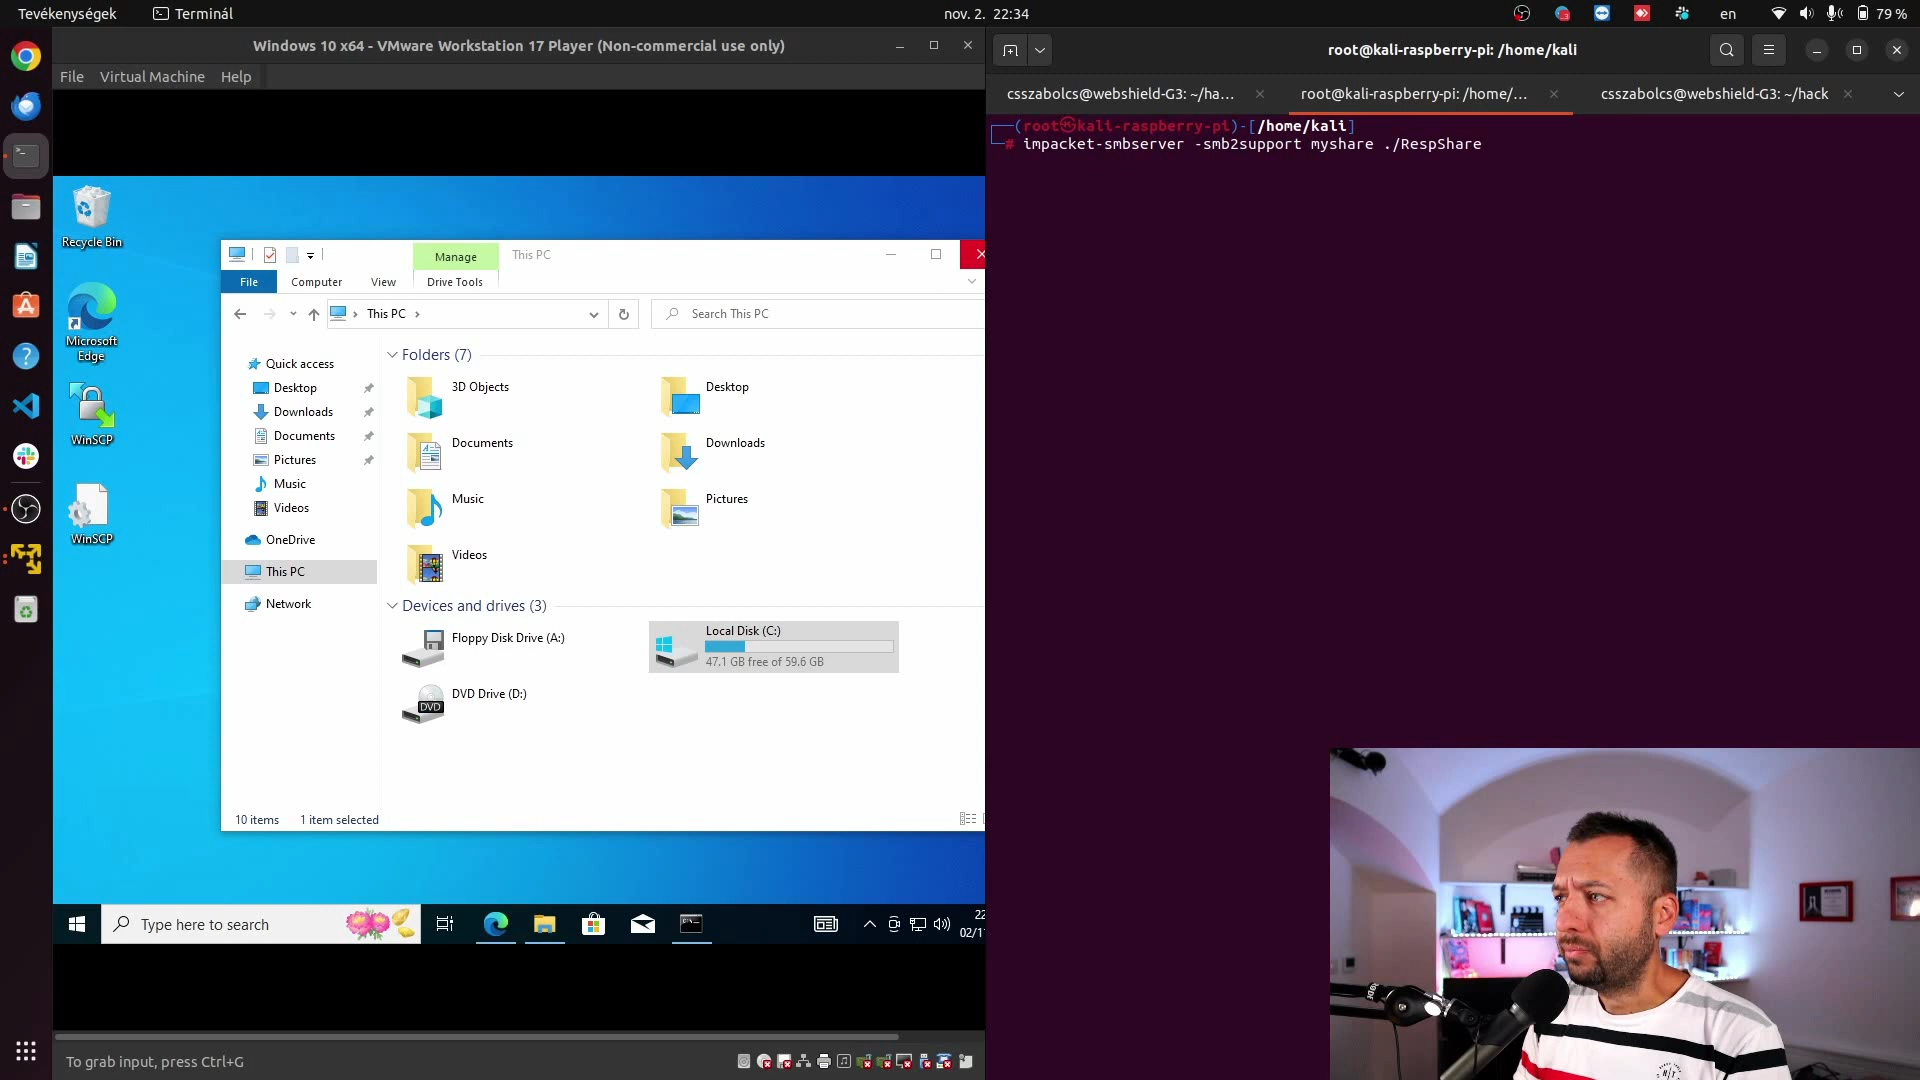 Tevékenységek
Terminál
nov. 2. 22:34
en
79 %
Windows 10 x64 - VMware Workstation 17 Player (Non-commercial use only)
File Virtual Machine Help
Recycle Bin
Microsoft
Edge
WinSCP
WinSCP
Manage
This PC
File
Computer
View
Drive Tools
This PC
Search This PC
Quick access
Desktop
Downloads
Documents
Pictures
Music
Videos
OneDrive
This PC
Network
Folders (7)
3D Objects
Desktop
Documents
Downloads
Music
Pictures
Videos
Devices and drives (3)
Floppy Disk Drive (A:)
Local Disk (C:)
47.1 GB free of 59.6 GB
DVD Drive (D:)
DVD
10 items
1 item selected
Type here to search
22
02/1
To grab input, press Ctrl+G
root@kali-raspberry-pi: /home/kali
csszabolcs@webshield-G3: ~/ha...
root@kali-raspberry-pi: /home/...
csszabolcs@webshield-G3: ~/hack
(root㉿kali-raspberry-pi)-[/home/kali]
# impacket-smbserver -smb2support myshare ./RespShare
RODE